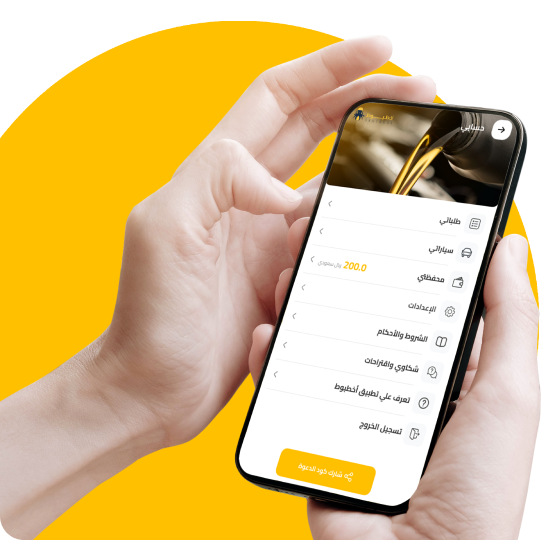 حسابي
طلباتي
سياراتي
محفظتي
200.0 ريال سعودي
الإعدادات
الشروط والأحكام
شكاوي واقتراحات
تعرف علي تطبيق أخطبوط
تسجيل الخروج
شارك كود الدعوة